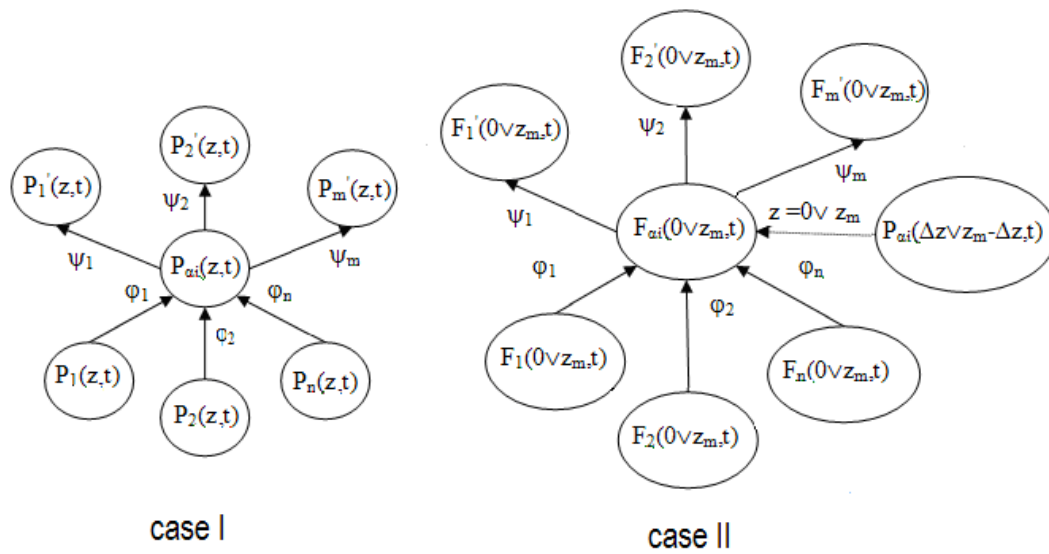 P₁'(z,t)
P₂'(z,t)
Pₘ'(z,t)
ψ₁
ψ₂
ψₘ
Pαi(z,t)
φ₁
φ₂
φₙ
P₁(z,t)
P₂(z,t)
Pₙ(z,t)
case I
F₁'(0∨zₘ,t)
F₂'(0∨zₘ,t)
Fₘ'(0∨zₘ,t)
ψ₁
ψ₂
ψₘ
Fαi(0∨zₘ,t)
z =0∨ zₘ
Pαi(Δz∨zₘ-Δz,t)
φ₁
φ₂
φₙ
F₁(0∨zₘ,t)
F₂(0∨zₘ,t)
Fₙ(0∨zₘ,t)
case II